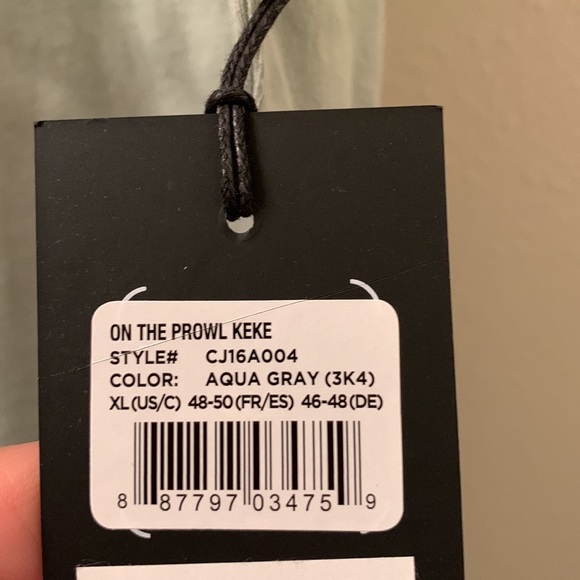 ON THE PROWL KEKE
STYLE# CJ16A004
COLOR: AQUA GRAY (3K4)
XL(US/C) 48-50(FR/ES) 46-48(DE)
8 87797 03475 9